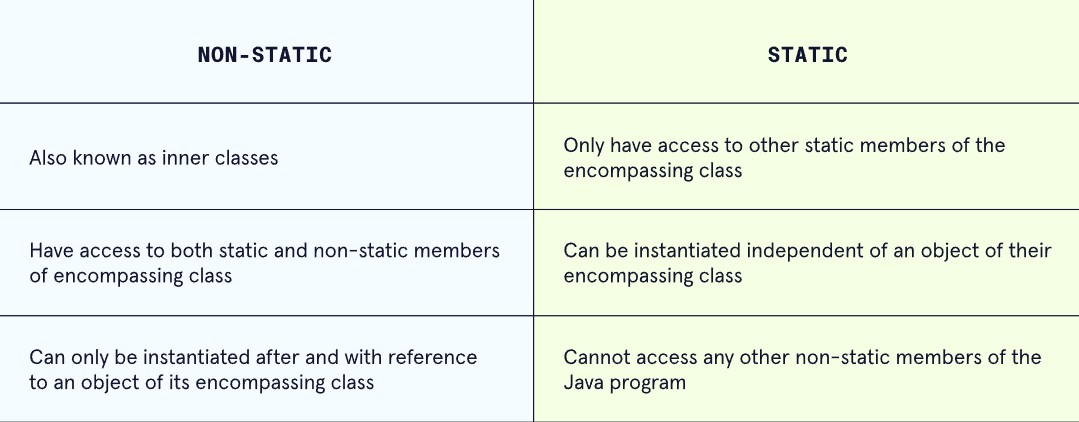 NON-STATIC
STATIC
Also known as inner classes
Only have access to other static members of the
encompassing class
Have access to both static and non-static members
of encompassing class
Can be instantiated independent of an object of their
encompassing class
Can only be instantiated after and with reference
to an object of its encompassing class
Cannot access any other non-static members of the
Java program